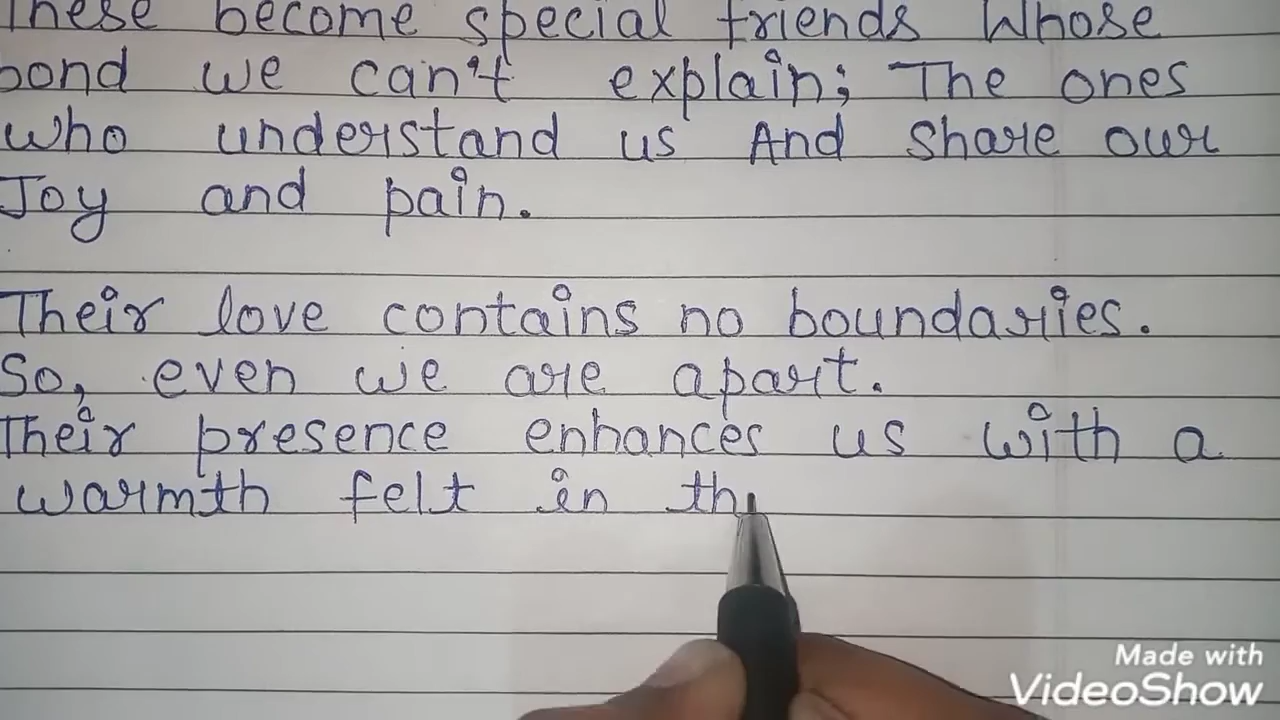 These become special friends Whose
bond we can't explain; The ones
who understand us And share our
Joy and pain.
Their love contains no boundaries.
So, even we are apart.
Their presence enhances us with a
warmth felt in th
Made with
VideoShow